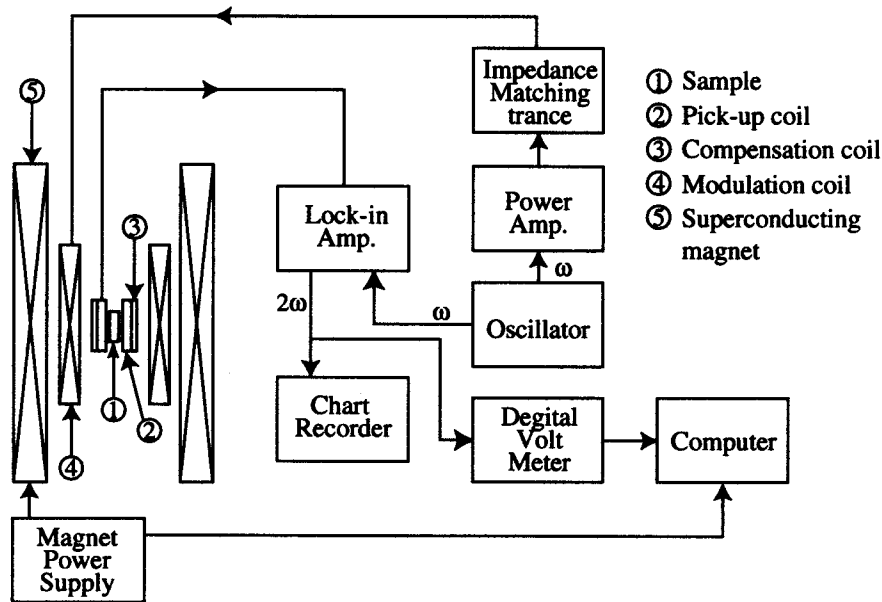 Impedance
Matching
trance
① Sample
② Pick-up coil
③ Compensation coil
④ Modulation coil
⑤ Superconducting
magnet
⑤
Power
Amp.
Lock-in
Amp.
③
ω
2ω
ω
Oscillator
①
②
④
Chart
Recorder
Degital
Volt
Meter
Computer
Magnet
Power
Supply